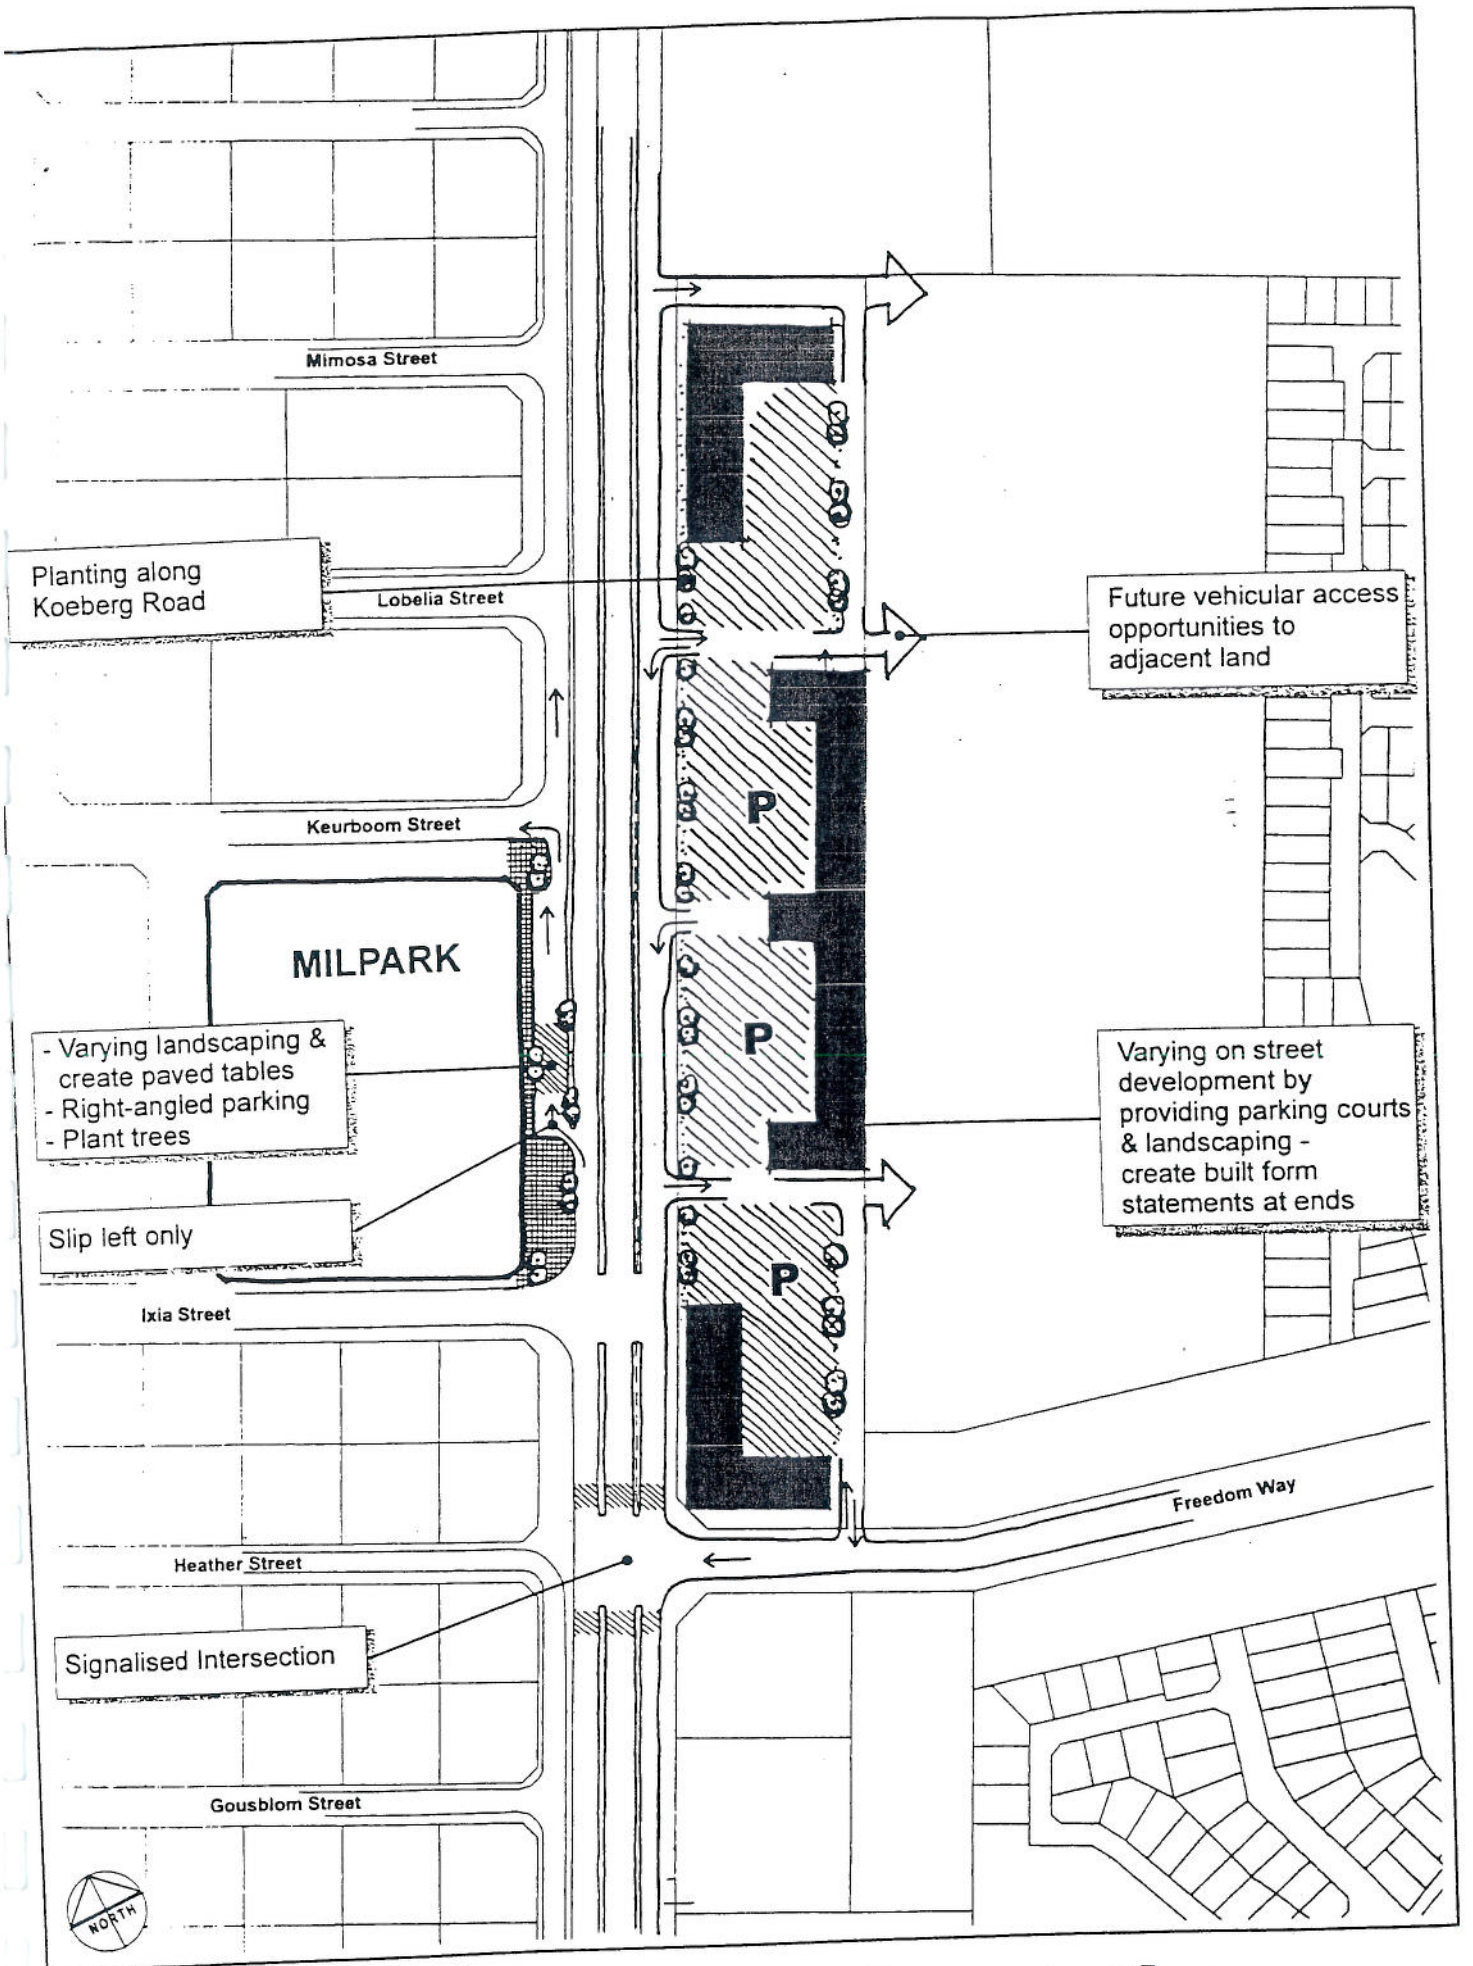 Mimosa Street
Planting along
Koeberg Road
Lobelia Street
Future vehicular access
opportunities to
adjacent land
P
Keurboom Street
MILPARK
P
- Varying landscaping &
create paved tables
- Right-angled parking
- Plant trees
Varying on street
development by
providing parking courts
& landscaping -
create built form
statements at ends
Slip left only
P
Ixia Street
Freedom Way
Heather Street
Signalised Intersection
Gousblom Street
NORTH